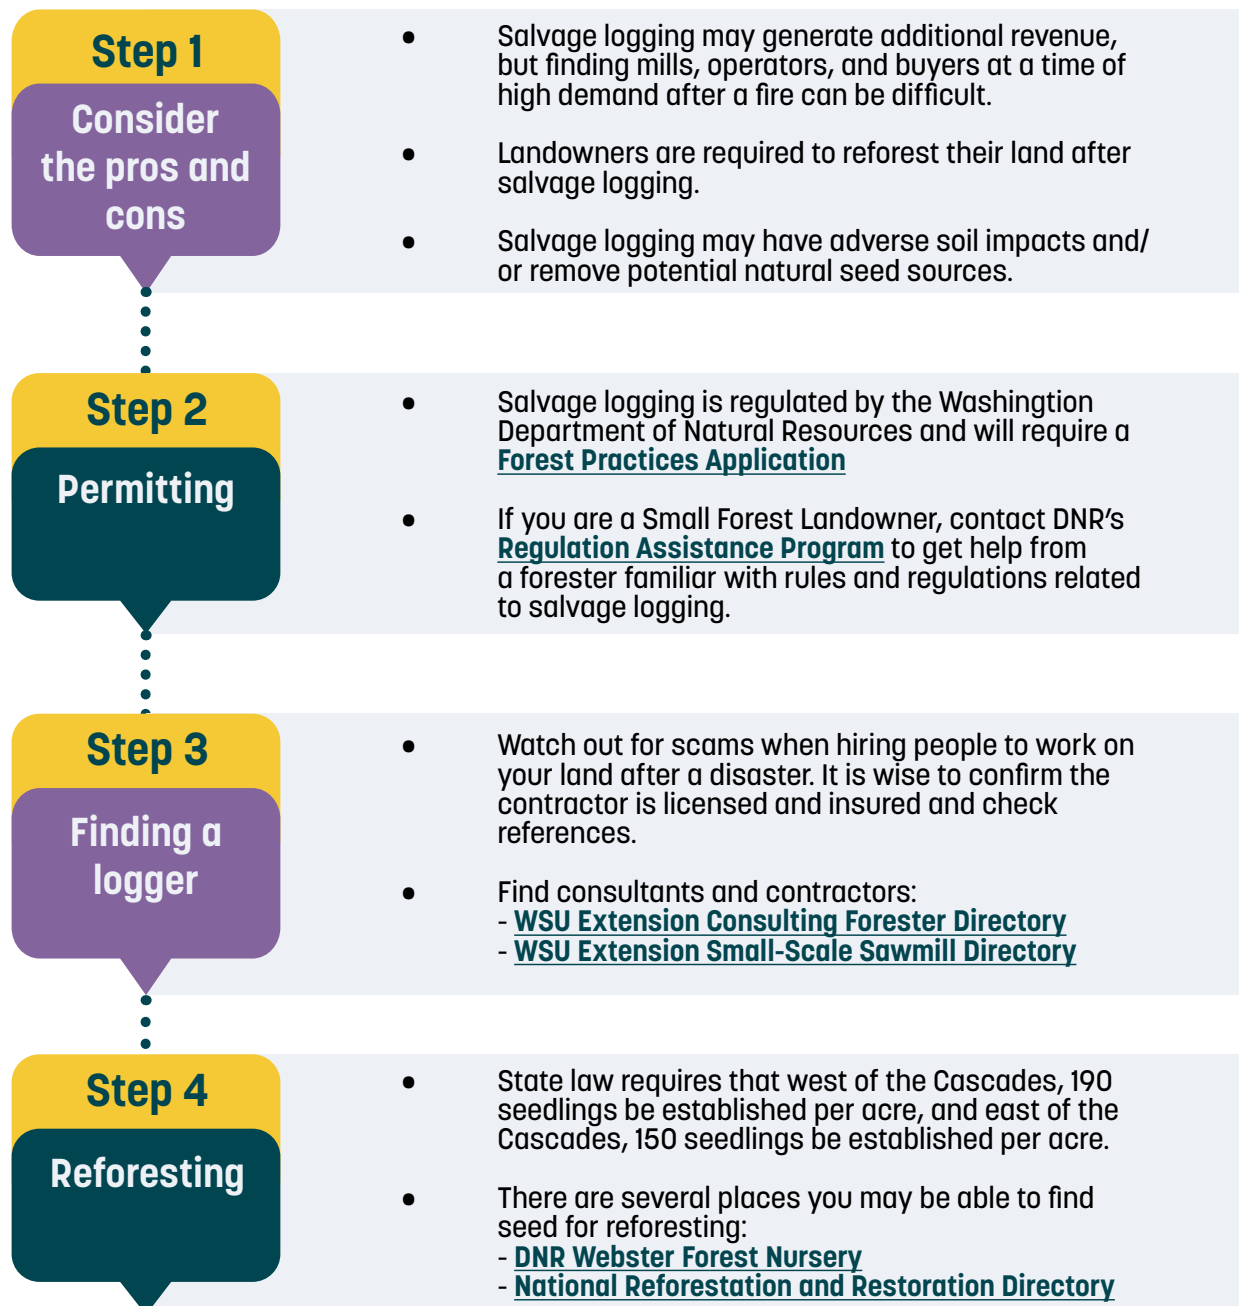 Step 1
Consider
the pros and
cons
• Salvage logging may generate additional revenue,
but finding mills, operators, and buyers at a time of
high demand after a fire can be difficult.
• Landowners are required to reforest their land after
salvage logging.
• Salvage logging may have adverse soil impacts and/
or remove potential natural seed sources.
Step 2
Permitting
• Salvage logging is regulated by the Washingtion
Department of Natural Resources and will require a
Forest Practices Application
• If you are a Small Forest Landowner, contact DNR’s
Regulation Assistance Program to get help from
a forester familiar with rules and regulations related
to salvage logging.
Step 3
Finding a
logger
• Watch out for scams when hiring people to work on
your land after a disaster. It is wise to confirm the
contractor is licensed and insured and check
references.
• Find consultants and contractors:
- WSU Extension Consulting Forester Directory
- WSU Extension Small-Scale Sawmill Directory
Step 4
Reforesting
• State law requires that west of the Cascades, 190
seedlings be established per acre, and east of the
Cascades, 150 seedlings be established per acre.
• There are several places you may be able to find
seed for reforesting:
- DNR Webster Forest Nursery
- National Reforestation and Restoration Directory